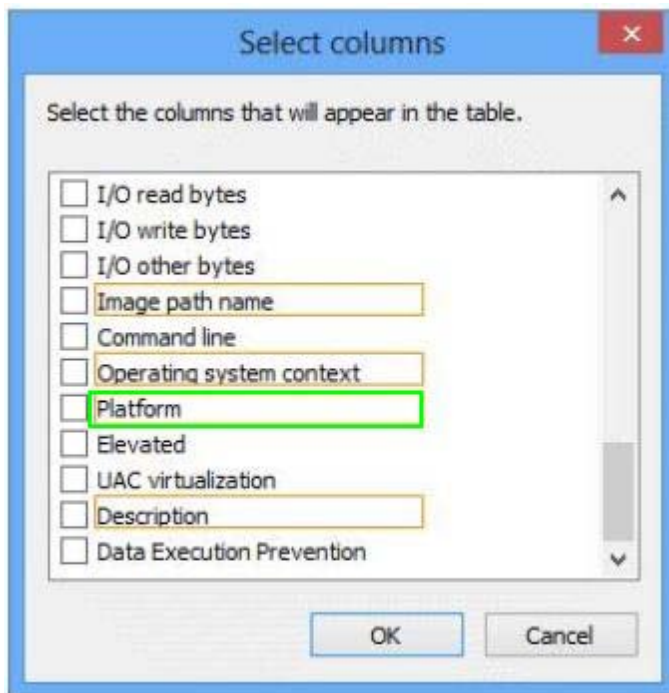 Select columns
Select the columns that will appear in the table.
I/O read bytes
I/O write bytes
I/O other bytes
Image path name
Command line
Operating system context
Platform
Elevated
UAC virtualization
Description
Data Execution Prevention
OK
Cancel